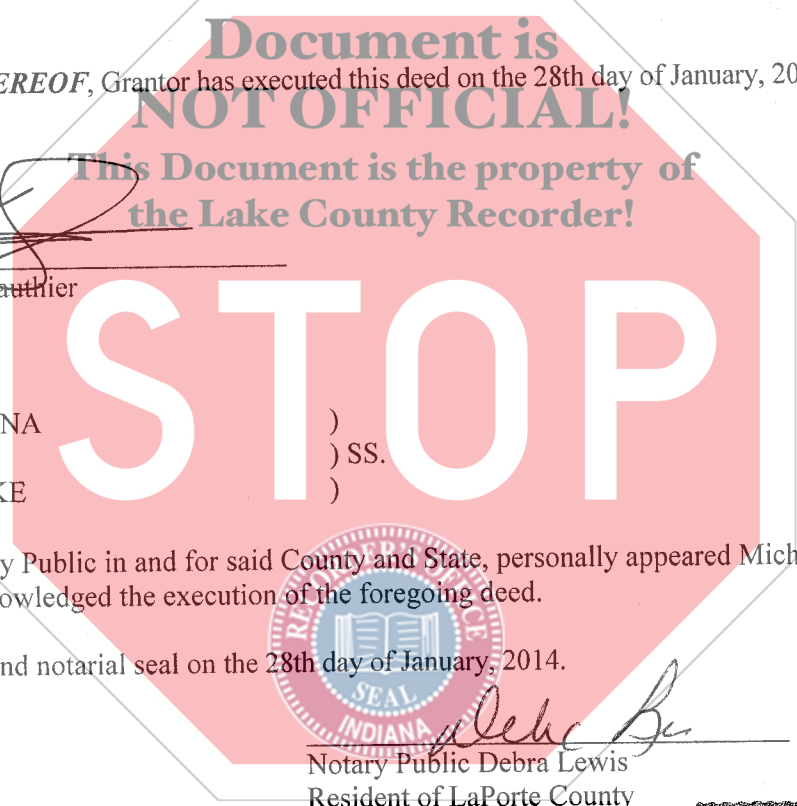 Document is
EREOF, Grantor has executed this deed on the 28th day of January, 20
NOT OFFICIAL!
This Document is the property of
the Lake County Recorder!
authier
STOP
NA )
) SS.
KE )
y Public in and for said County and State, personally appeared Mich
owledged the execution of the foregoing deed.
nd notarial seal on the 28th day of January, 2014.
RECORDER'S OFFICE
SEAL
INDIANA
Notary Public Debra Lewis
Resident of LaPorte County